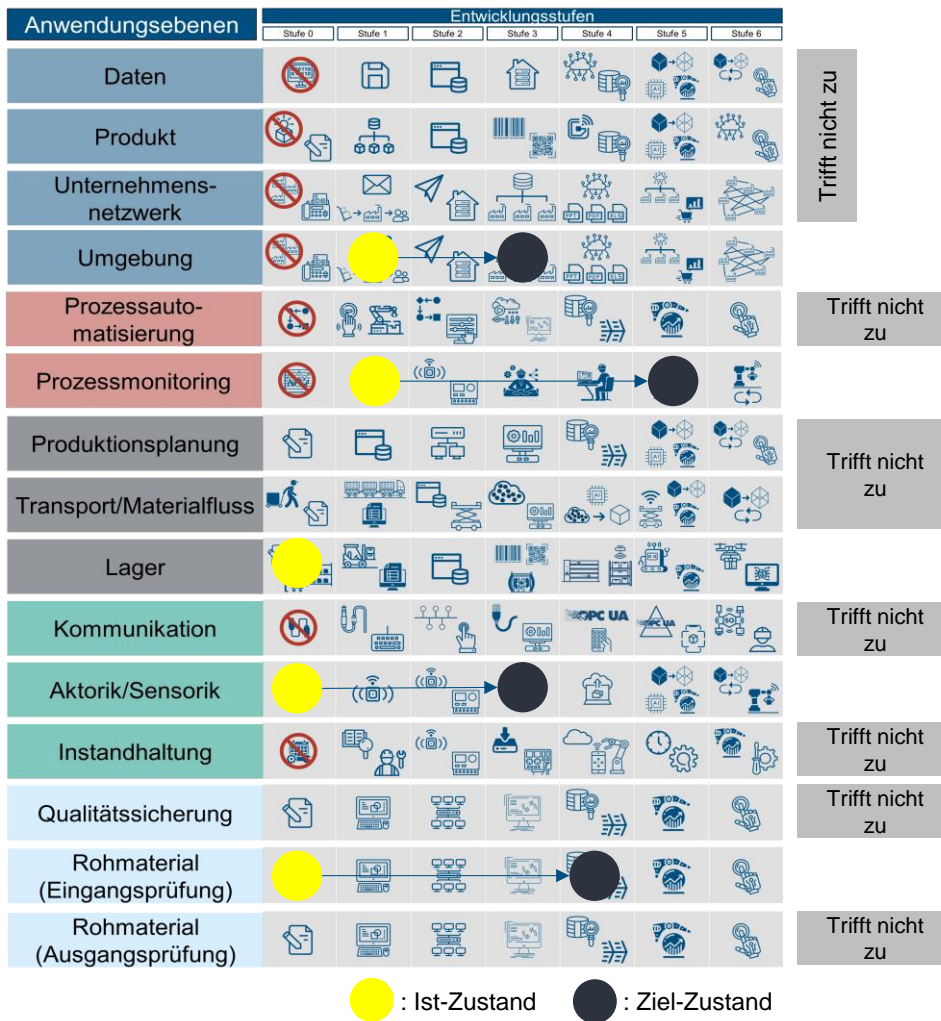 Anwendungsebenen
Entwicklungsstufen
Stufe 0
Stufe 1
Stufe 2
Stufe 3
Stufe 4
Stufe 5
Stufe 6
Daten
Produkt
Unternehmens-
netzwerk
Umgebung
Trifft nicht zu
Prozessauto-
matisierung
Trifft nicht
zu
Prozessmonitoring
Produktionsplanung
Transport/Materialfluss
Trifft nicht
zu
Lager
Kommunikation
OPC UA
OPC UA
5G
Trifft nicht
zu
Aktorik/Sensorik
Instandhaltung
Trifft nicht
zu
Qualitätssicherung
Trifft nicht
zu
Rohmaterial
(Eingangsprüfung)
Rohmaterial
(Ausgangsprüfung)
Trifft nicht
zu
: Ist-Zustand
: Ziel-Zustand